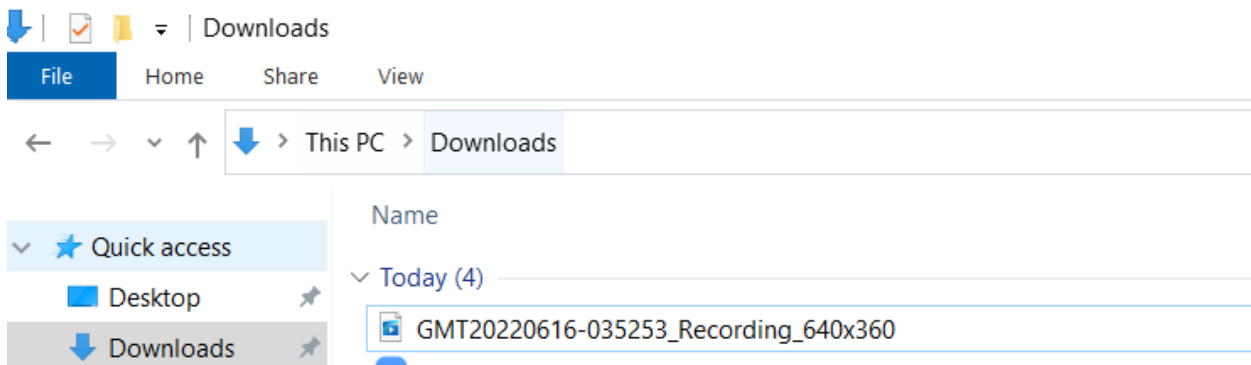 Downloads
File Home Share View
This PC > Downloads
Name
Quick access
Today (4)
Desktop
GMT20220616-035253_Recording_640x360
Downloads